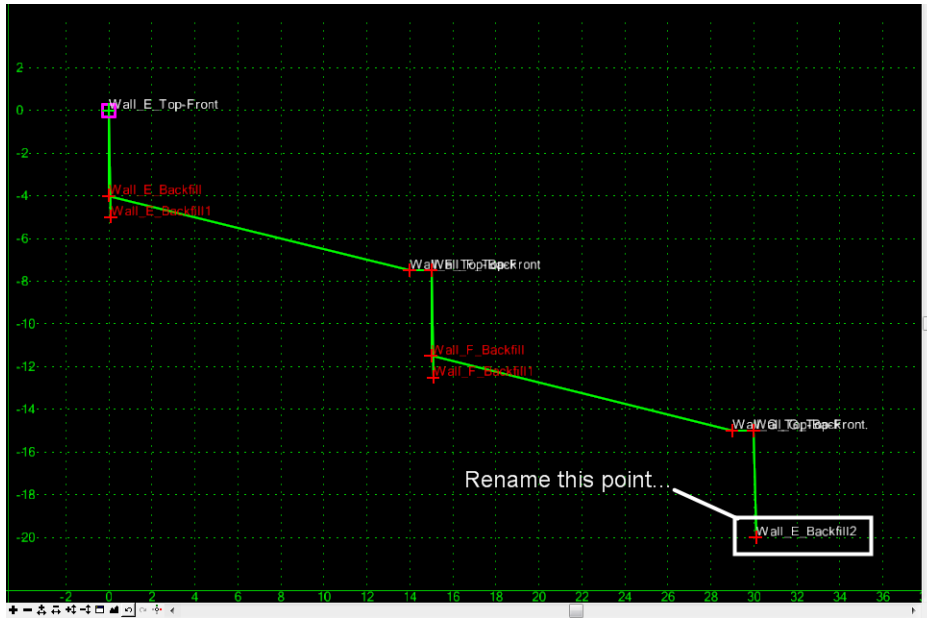 2
0
Wall_E_Top-Front
-2
-4
Wall_E_Backfill
Wall_E_Backfill1
-6
-8
-10
Wall_F_Backfill
-12
Wall_F_Backfill1
-14
-16
Rename this point...
-18
Wall_E_Backfill2
-20
-2 0 2 4 6 8 10 12 14 16 18 20 22 24 26 28 30 32 34 36